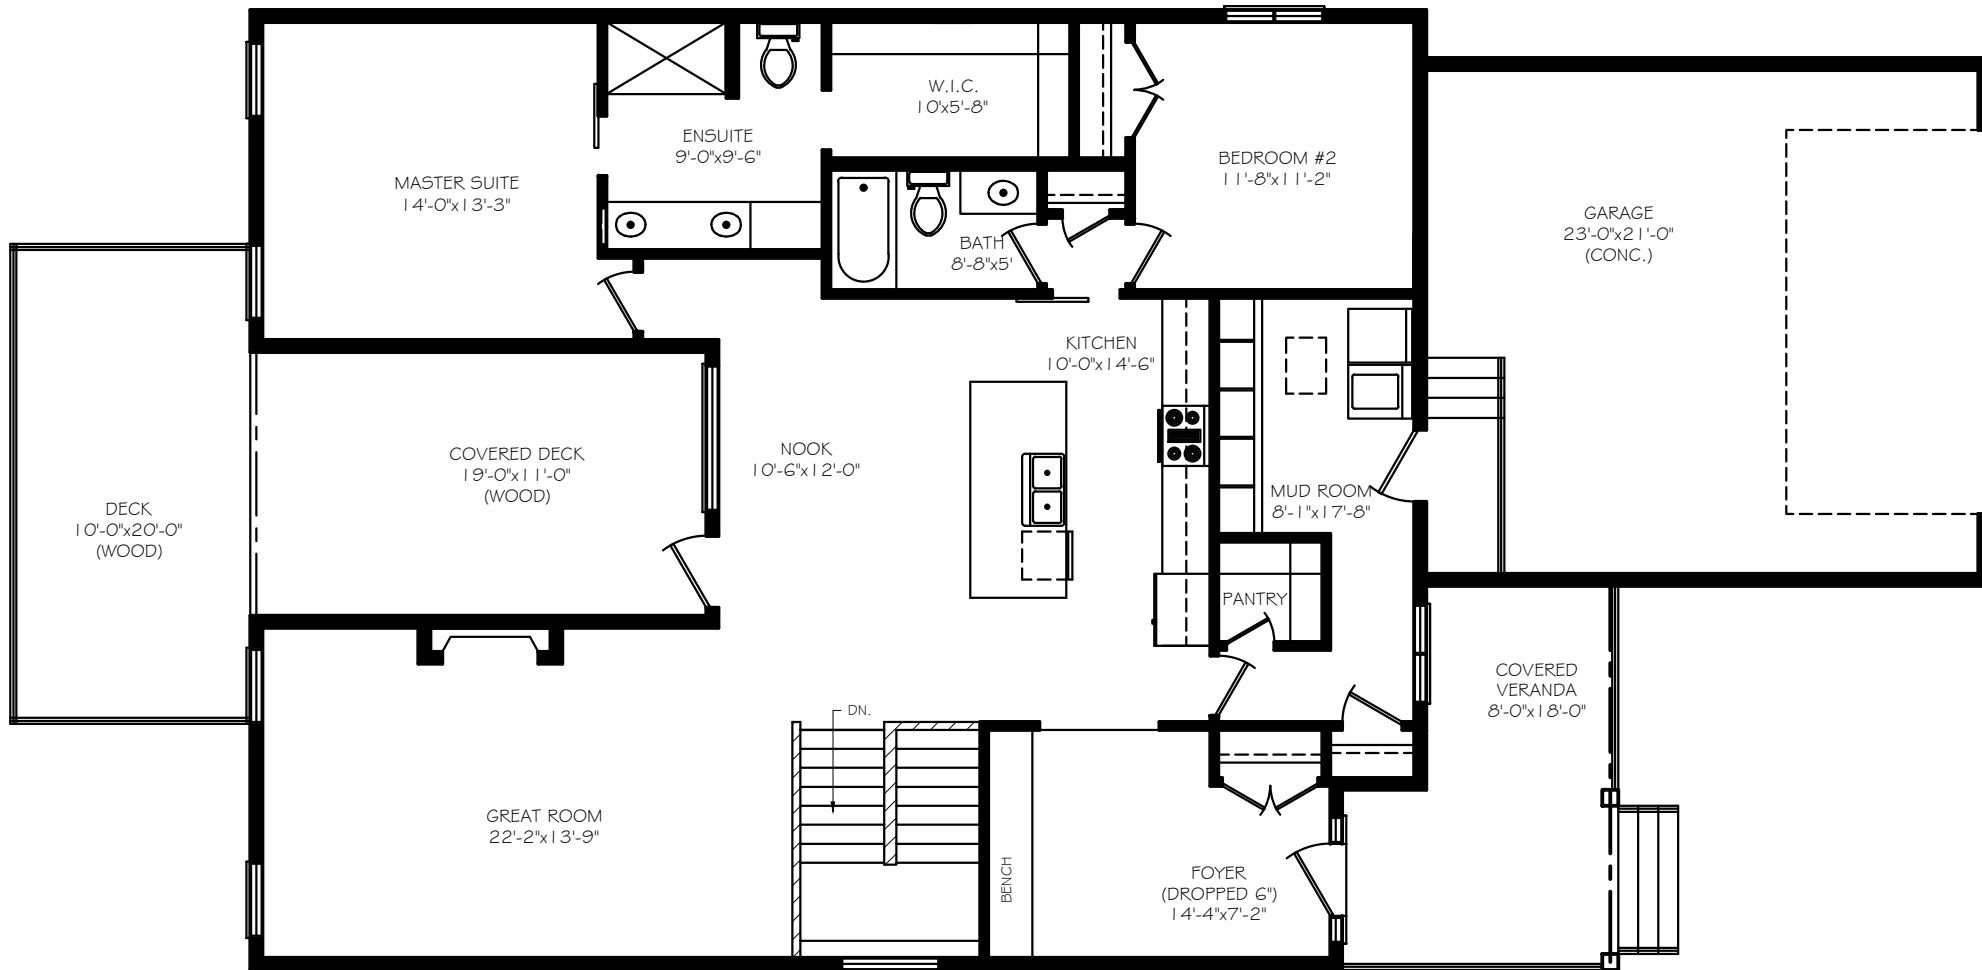 W.I.C.
10'x5'-8"
ENSUITE
9'-0"x9'-6"
MASTER SUITE
14'-0"x13'-3"
BEDROOM #2
11'-8"x11'-2"
GARAGE
23'-0"x21'-0"
(CONC.)
BATH
8'-8"x5'
KITCHEN
10'-0"x14'-6"
COVERED DECK
19'-0"x11'-0"
(WOOD)
NOOK
10'-6"x12'-0"
DECK
10'-0"x20'-0"
(WOOD)
MUD ROOM
8'-1"x17'-8"
PANTRY
COVERED
VERANDA
8'-0"x18'-0"
DN.
GREAT ROOM
22'-2"x13'-9"
BENCH
FOYER
(DROPPED 6")
14'-4"x7'-2"